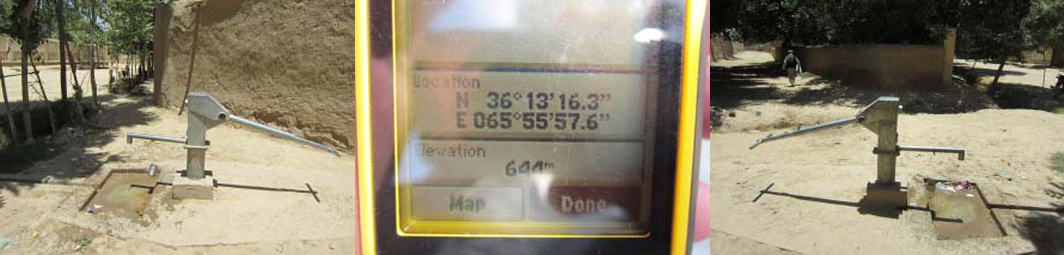 Location
N 36°13'16.3"
E 065°55'57.6"
Elevation
644m
Map
Done